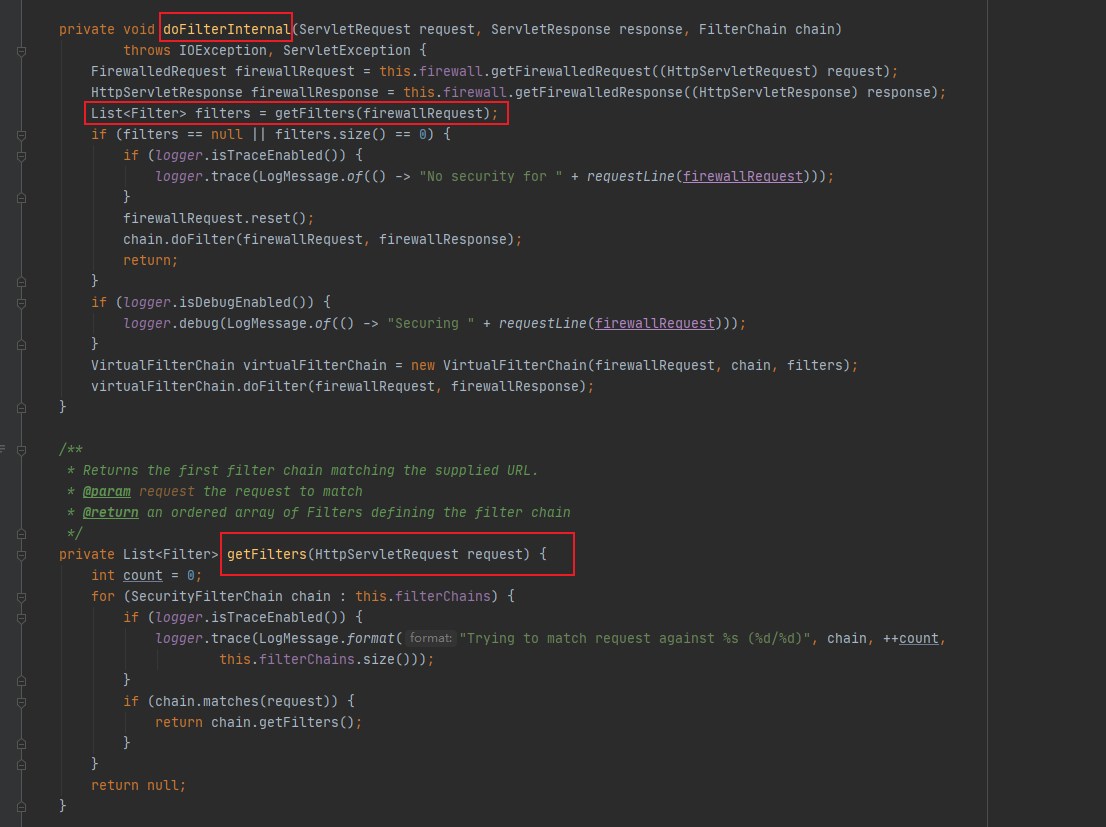 private void doFilterInternal(ServletRequest request, ServletResponse response, FilterChain chain)
throws IOException, ServletException {
FirewalledRequest firewallRequest = this.firewall.getFirewalledRequest((HttpServletRequest) request);
HttpServletResponse firewallResponse = this.firewall.getFirewalledResponse((HttpServletResponse) response);
List<Filter> filters = getFilters(firewallRequest);
if (filters == null || filters.size() == 0) {
if (logger.isTraceEnabled()) {
logger.trace(LogMessage.of(() -> "No security for " + requestLine(firewallRequest)));
}
firewallRequest.reset();
chain.doFilter(firewallRequest, firewallResponse);
return;
}
if (logger.isDebugEnabled()) {
logger.debug(LogMessage.of(() -> "Securing " + requestLine(firewallRequest)));
}
VirtualFilterChain virtualFilterChain = new VirtualFilterChain(firewallRequest, chain, filters);
virtualFilterChain.doFilter(firewallRequest, firewallResponse);
}
/**
* Returns the first filter chain matching the supplied URL.
* @param request the request to match
* @return an ordered array of Filters defining the filter chain
*/
private List<Filter> getFilters(HttpServletRequest request) {
int count = 0;
for (SecurityFilterChain chain : this.filterChains) {
if (logger.isTraceEnabled()) {
logger.trace(LogMessage.format( format: "Trying to match request against %s (%d/%d)", chain, ++count,
this.filterChains.size()));
}
if (chain.matches(request)) {
return chain.getFilters();
}
}
return null;
}